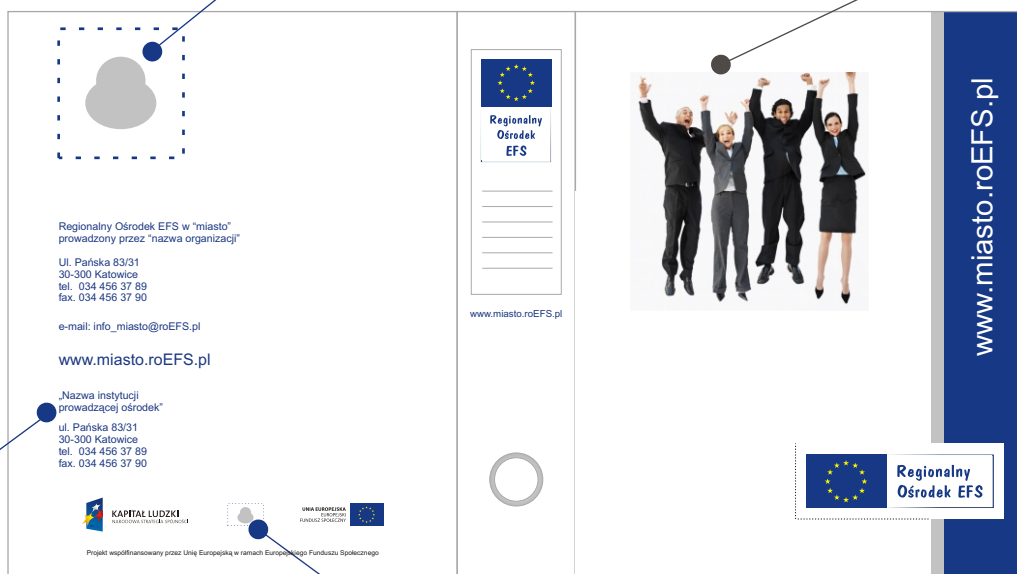 Regionalny Ośrodek EFS w “miasto”
prowadzony przez “nazwa organizacji”
Ul. Pańska 83/31
30-300 Katowice
tel. 034 456 37 89
fax. 034 456 37 90
e-mail: info_miasto@roEFS.pl
www.miasto.roEFS.pl
„Nazwa instytucji
prowadzącej ośrodek”
ul. Pańska 83/31
30-300 Katowice
tel. 034 456 37 89
fax. 034 456 37 90
KAPITAŁ LUDZKI
NARODOWA STRATEGIA SPÓJNOŚCI
UNIA EUROPEJSKA
EUROPEJSKI
FUNDUSZ SPOŁECZNY
Projekt współfinansowany przez Unię Europejską w ramach Europejskiego Funduszu Społecznego
Regionalny
Ośrodek
EFS
www.miasto.roEFS.pl
www.miasto.roEFS.pl
Regionalny
Ośrodek EFS